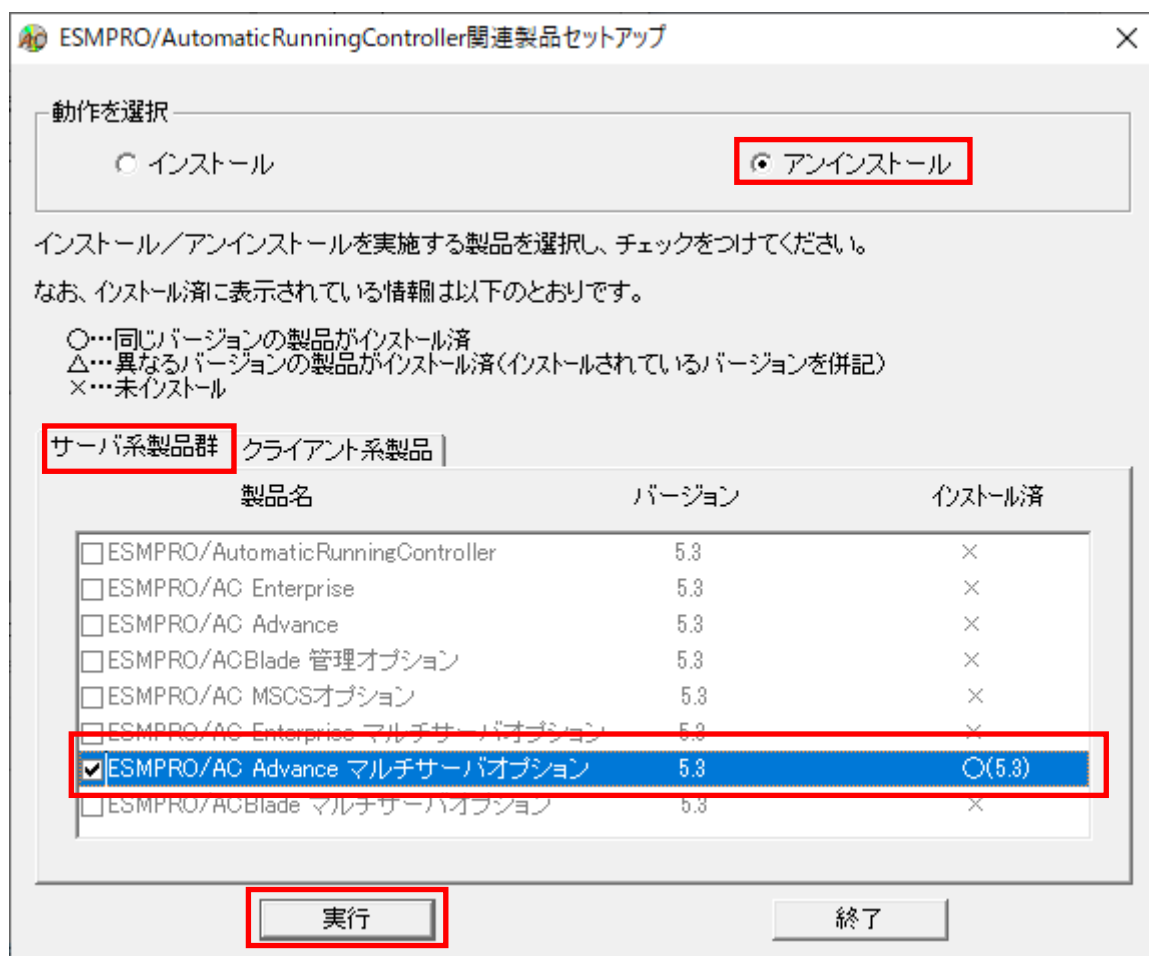 ESMPRO/AutomaticRunningController関連製品セットアップ
動作を選択
インストール
アンインストール
インストール／アンインストールを実施する製品を選択し、チェックをつけてください。
なお、インストール済に表示されている情報は以下のとおりです。
○…同じバージョンの製品がインストール済
△…異なるバージョンの製品がインストール済(インストールされているバージョンを併記)
×…未インストール
サーバ系製品群 クライアント系製品
製品名 バージョン インストール済
ESMPRO/AutomaticRunningController 5.3 ×
ESMPRO/AC Enterprise 5.3 ×
ESMPRO/AC Advance 5.3 ×
ESMPRO/ACBlade 管理オプション 5.3 ×
ESMPRO/AC MSCSオプション 5.3 ×
ESMPRO/AC Enterprise マルチサーバオプション 5.3 ×
ESMPRO/AC Advance マルチサーバオプション 5.3 ○(5.3)
ESMPRO/ACBlade マルチサーバオプション 5.3 ×
実行 終了